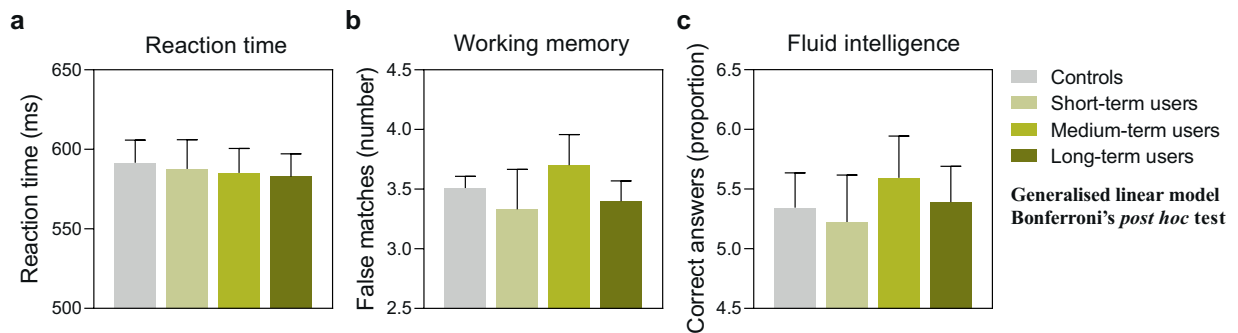 a
Reaction time
Reaction time (ms)
650
600
550
500
b
Working memory
False matches (number)
4.5
4.0
3.5
3.0
2.5
c
Fluid intelligence
Correct answers (proportion)
6.5
6.0
5.5
5.0
4.5
Controls
Short-term users
Medium-term users
Long-term users
Generalised linear model
Bonferroni's post hoc test